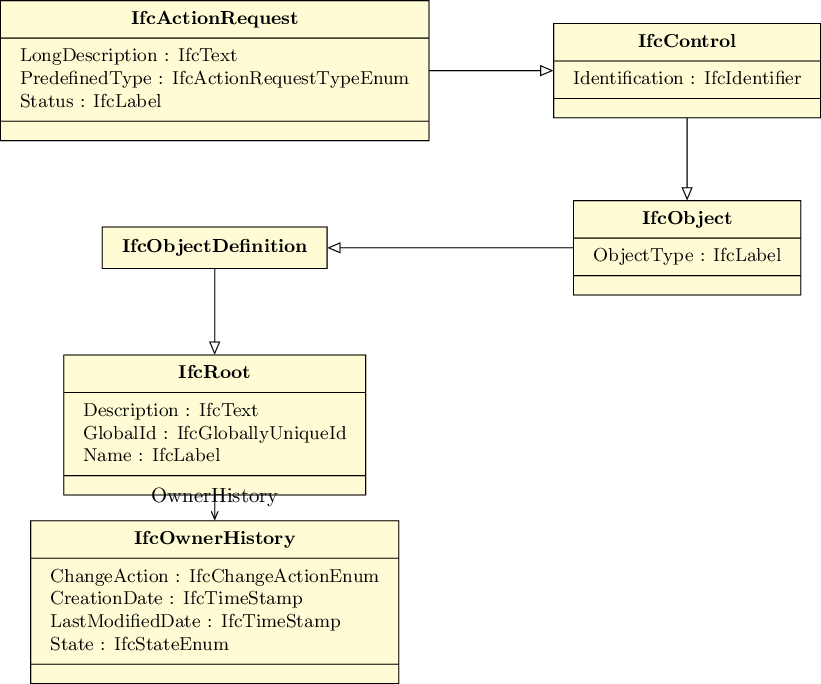 IfcActionRequest
LongDescription : IfcText
PredefinedType : IfcActionRequestTypeEnum
Status : IfcLabel
IfcControl
Identification : IfcIdentifier
IfcObject
ObjectType : IfcLabel
IfcObjectDefinition
IfcRoot
Description : IfcText
GlobalId : IfcGloballyUniqueId
Name : IfcLabel
OwnerHistory
IfcOwnerHistory
ChangeAction : IfcChangeActionEnum
CreationDate : IfcTimeStamp
LastModifiedDate : IfcTimeStamp
State : IfcStateEnum